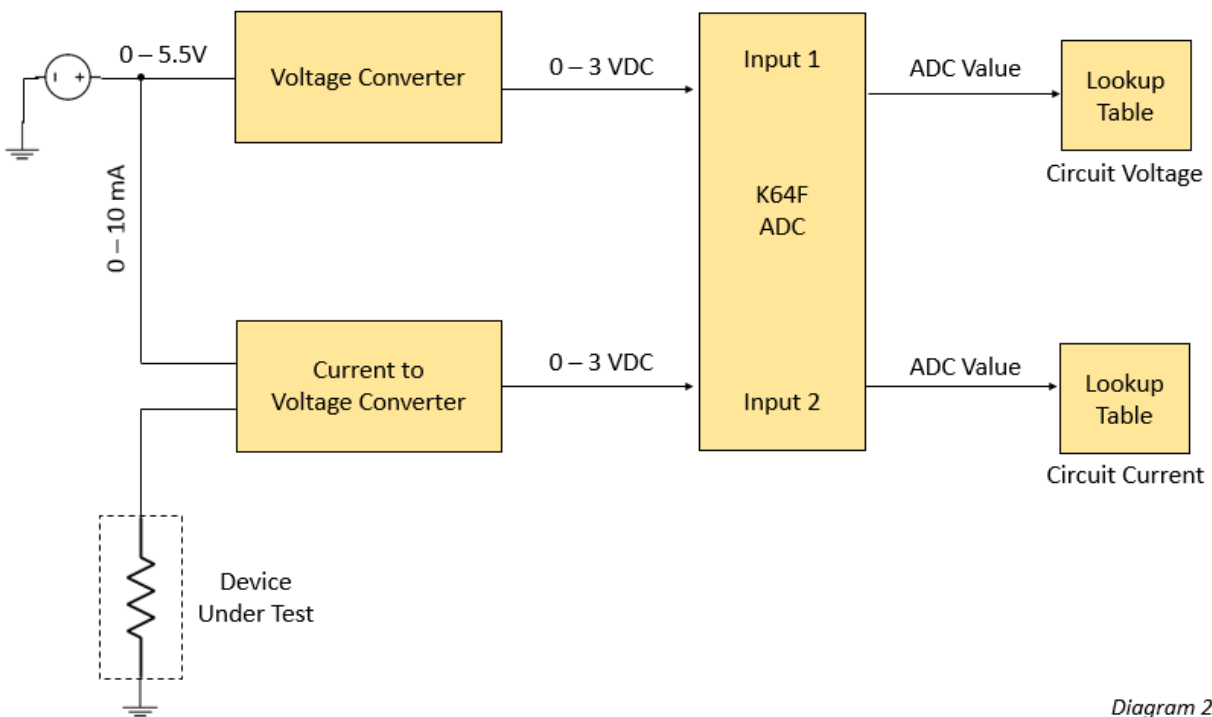 0 – 5.5V
Voltage Converter
0 – 3 VDC
Input 1
ADC Value
Lookup
Table
Circuit Voltage
0 – 10 mA
K64F
ADC
Current to
Voltage Converter
0 – 3 VDC
Input 2
ADC Value
Lookup
Table
Circuit Current
Device
Under Test
Diagram 2